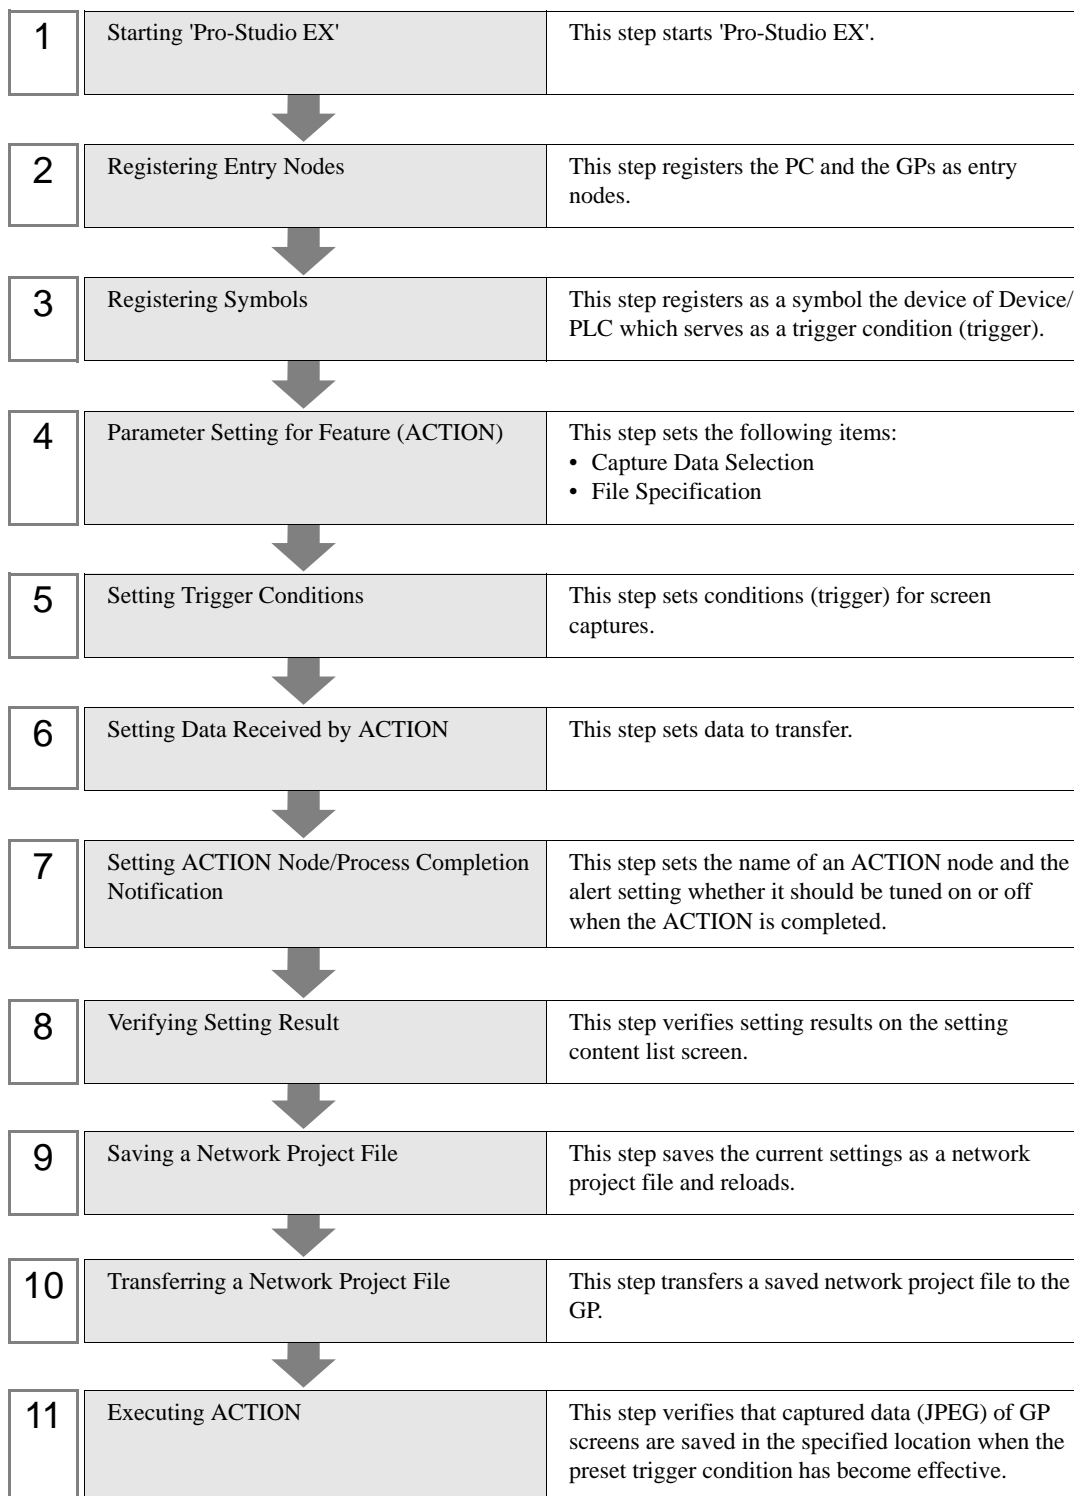 1
Starting 'Pro-Studio EX'
This step starts 'Pro-Studio EX'.
2
Registering Entry Nodes
This step registers the PC and the GPs as entry
nodes.
3
Registering Symbols
This step registers as a symbol the device of Device/
PLC which serves as a trigger condition (trigger).
4
Parameter Setting for Feature (ACTION)
This step sets the following items:
• Capture Data Selection
• File Specification
5
Setting Trigger Conditions
This step sets conditions (trigger) for screen
captures.
6
Setting Data Received by ACTION
This step sets data to transfer.
7
Setting ACTION Node/Process Completion
Notification
This step sets the name of an ACTION node and the
alert setting whether it should be tuned on or off
when the ACTION is completed.
8
Verifying Setting Result
This step verifies setting results on the setting
content list screen.
9
Saving a Network Project File
This step saves the current settings as a network
project file and reloads.
10
Transferring a Network Project File
This step transfers a saved network project file to the
GP.
11
Executing ACTION
This step verifies that captured data (JPEG) of GP
screens are saved in the specified location when the
preset trigger condition has become effective.